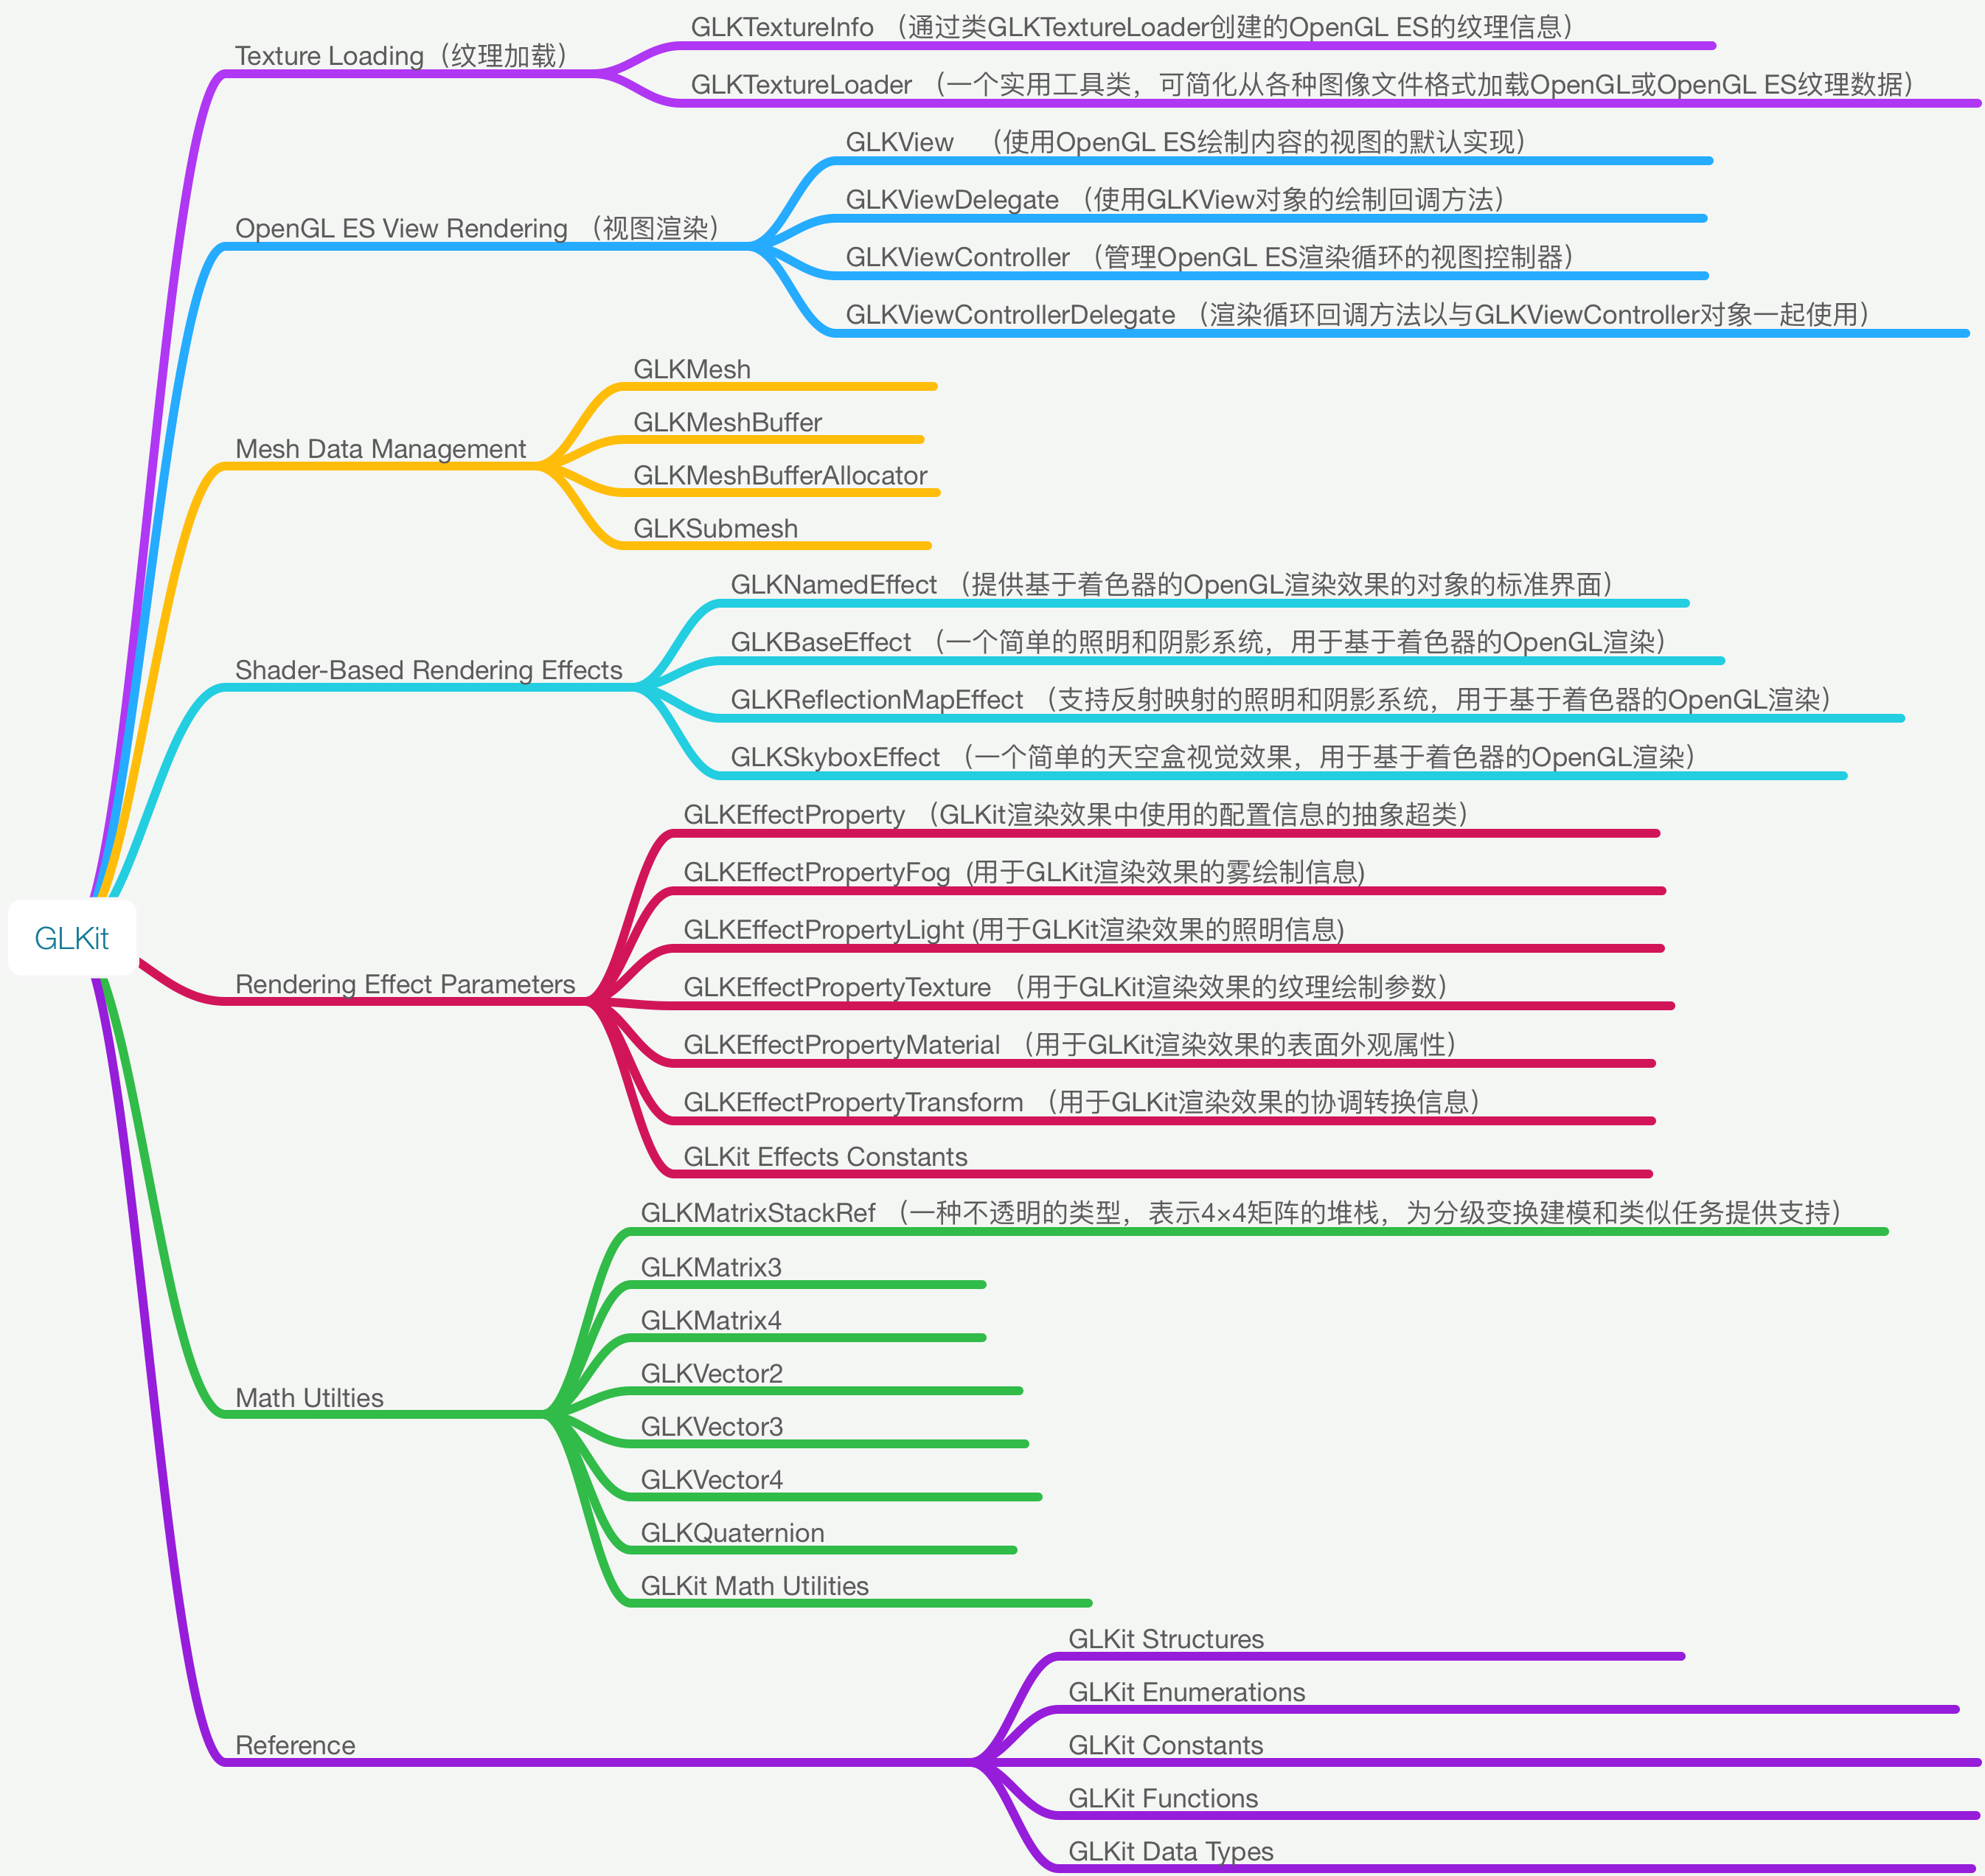 GLKit
Texture Loading（纹理加载）
GLKTextureInfo （通过类GLKTextureLoader创建的OpenGL ES的纹理信息）
GLKTextureLoader （一个实用工具类，可简化从各种图像文件格式加载OpenGL或OpenGL ES纹理数据）
OpenGL ES View Rendering （视图渲染）
GLKView （使用OpenGL ES绘制内容的视图的默认实现）
GLKViewDelegate （使用GLKView对象的绘制回调方法）
GLKViewController （管理OpenGL ES渲染循环的视图控制器）
GLKViewControllerDelegate （渲染循环回调方法以与GLKViewController对象一起使用）
Mesh Data Management
GLKMesh
GLKMeshBuffer
GLKMeshBufferAllocator
GLKSubmesh
Shader-Based Rendering Effects
GLKNamedEffect （提供基于着色器的OpenGL渲染效果的对象的标准界面）
GLKBaseEffect （一个简单的照明和阴影系统，用于基于着色器的OpenGL渲染）
GLKReflectionMapEffect （支持反射映射的照明和阴影系统，用于基于着色器的OpenGL渲染）
GLKSkyboxEffect （一个简单的天空盒视觉效果，用于基于着色器的OpenGL渲染）
Rendering Effect Parameters
GLKEffectProperty （GLKit渲染效果中使用的配置信息的抽象超类）
GLKEffectPropertyFog (用于GLKit渲染效果的雾绘制信息)
GLKEffectPropertyLight (用于GLKit渲染效果的照明信息)
GLKEffectPropertyTexture （用于GLKit渲染效果的纹理绘制参数）
GLKEffectPropertyMaterial （用于GLKit渲染效果的表面外观属性）
GLKEffectPropertyTransform （用于GLKit渲染效果的协调转换信息）
GLKit Effects Constants
Math Utilties
GLKMatrixStackRef （一种不透明的类型，表示4×4矩阵的堆栈，为分级变换建模和类似任务提供支持）
GLKMatrix3
GLKMatrix4
GLKVector2
GLKVector3
GLKVector4
GLKQuaternion
GLKit Math Utilities
Reference
GLKit Structures
GLKit Enumerations
GLKit Constants
GLKit Functions
GLKit Data Types